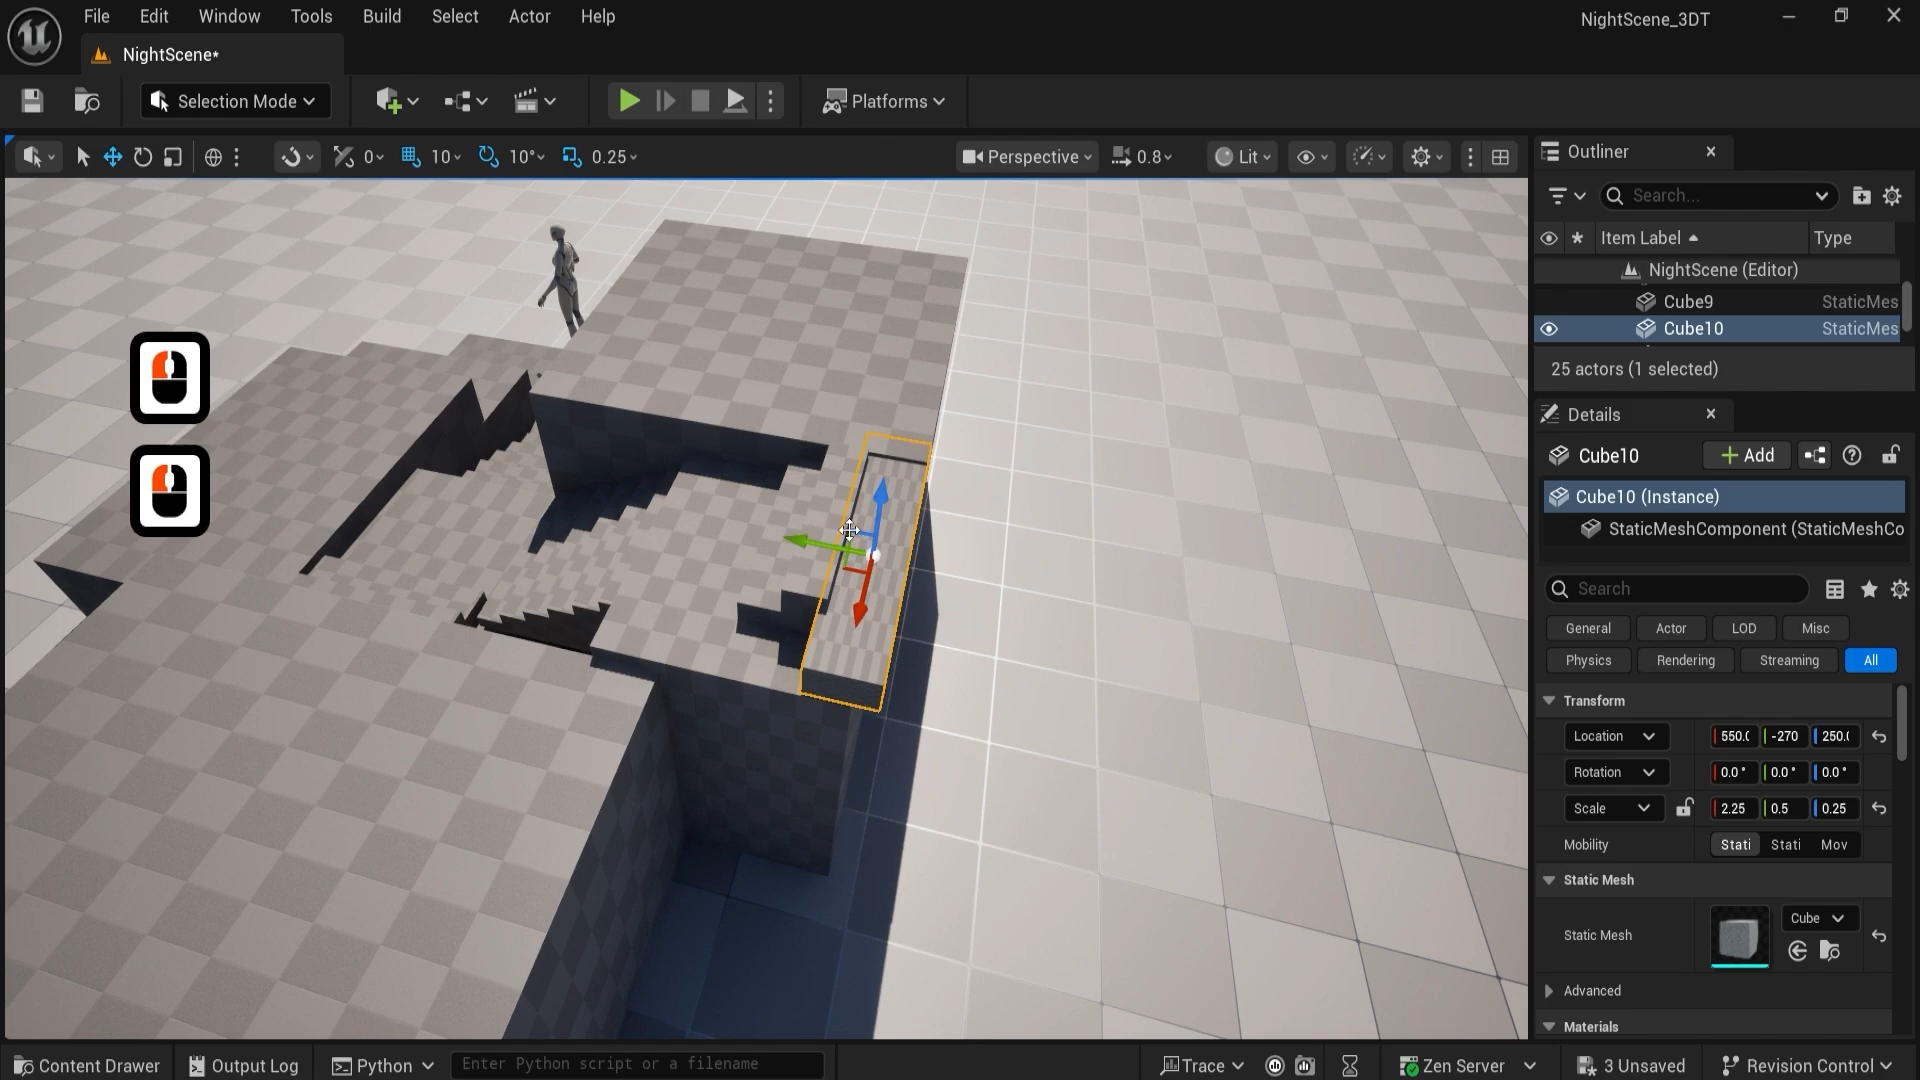 File Edit Window Tools Build Select Actor Help
NightScene_3DT
NightScene*
Selection Mode
Platforms
0 10 10° 0.25
Perspective 0.8 Lit
Outliner
Search...
Item Label Type
NightScene (Editor)
Cube9 StaticMes
Cube10 StaticMes
25 actors (1 selected)
Details
Cube10
Add
Cube10 (Instance)
StaticMeshComponent (StaticMeshCo
Search
General Actor LOD Misc
Physics Rendering Streaming All
Transform
Location 550.0 -270 250.0
Rotation 0.0° 0.0° 0.0°
Scale 2.25 0.5 0.25
Mobility Stati Stati Mov
Static Mesh
Static Mesh Cube
Advanced
Materials
Content Drawer Output Log Python Enter Python script or a filename Trace Zen Server 3 Unsaved Revision Control